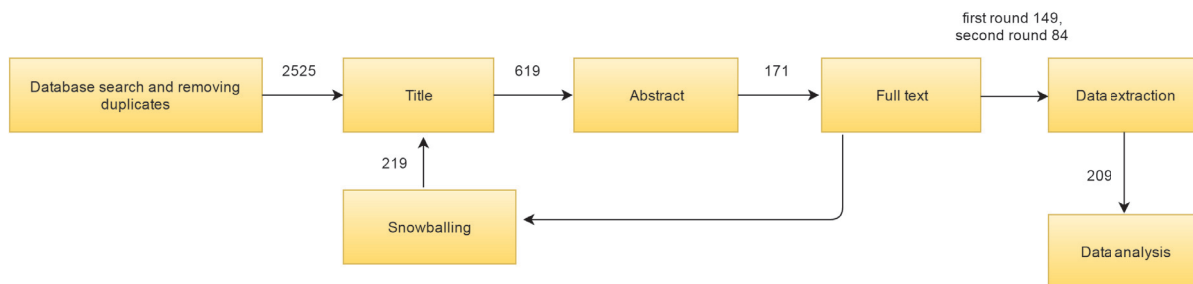 first round 149,
second round 84
2525
619
171
Database search and removing
duplicates
Title
Abstract
Full text
Data extraction
219
209
Snowballing
Data analysis